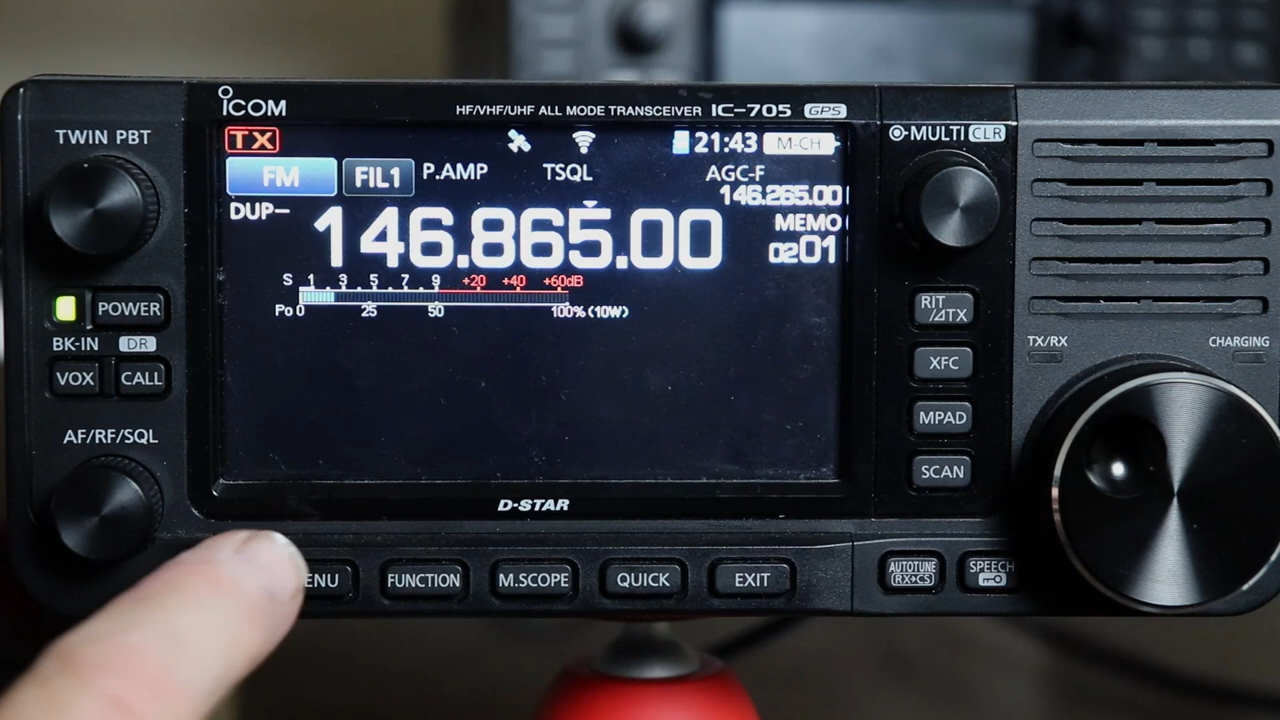 ICOM
HF/VHF/UHF ALL MODE TRANSCEIVER IC-705 GPS
TWIN PBT
TX 21:43 M-CH
MULTI CLR
FM FIL1 P.AMP TSQL AGC-F
146.265.00
DUP- 146.865.00
MEMO
0201
S 1 3 5 7 9 +20 +40 +60dB
Po 0 25 50 100% (10W)
POWER
BK-IN DR
VOX CALL
AF/RF/SQL
RIT
/⊿TX
XFC
MPAD
SCAN
TX/RX CHARGING
D-STAR
ENU FUNCTION M.SCOPE QUICK EXIT
AUTOTUNE
RX→CS
SPEECH